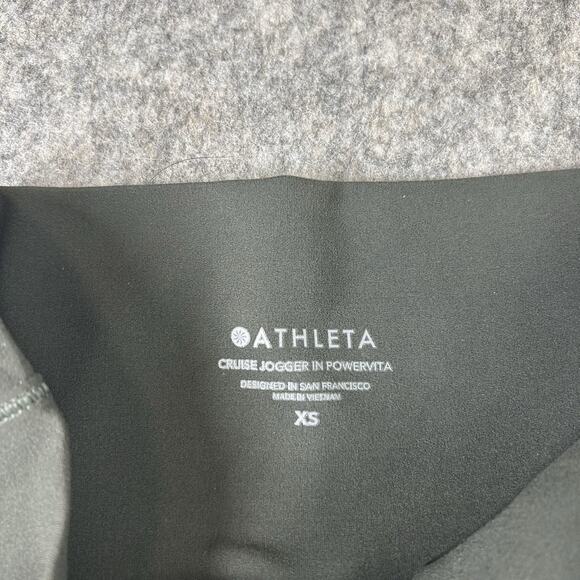 ATHLETA
CRUISE JOGGER IN POWERVITA
DESIGNED IN SAN FRANCISCO
MADE IN VIETNAM
XS